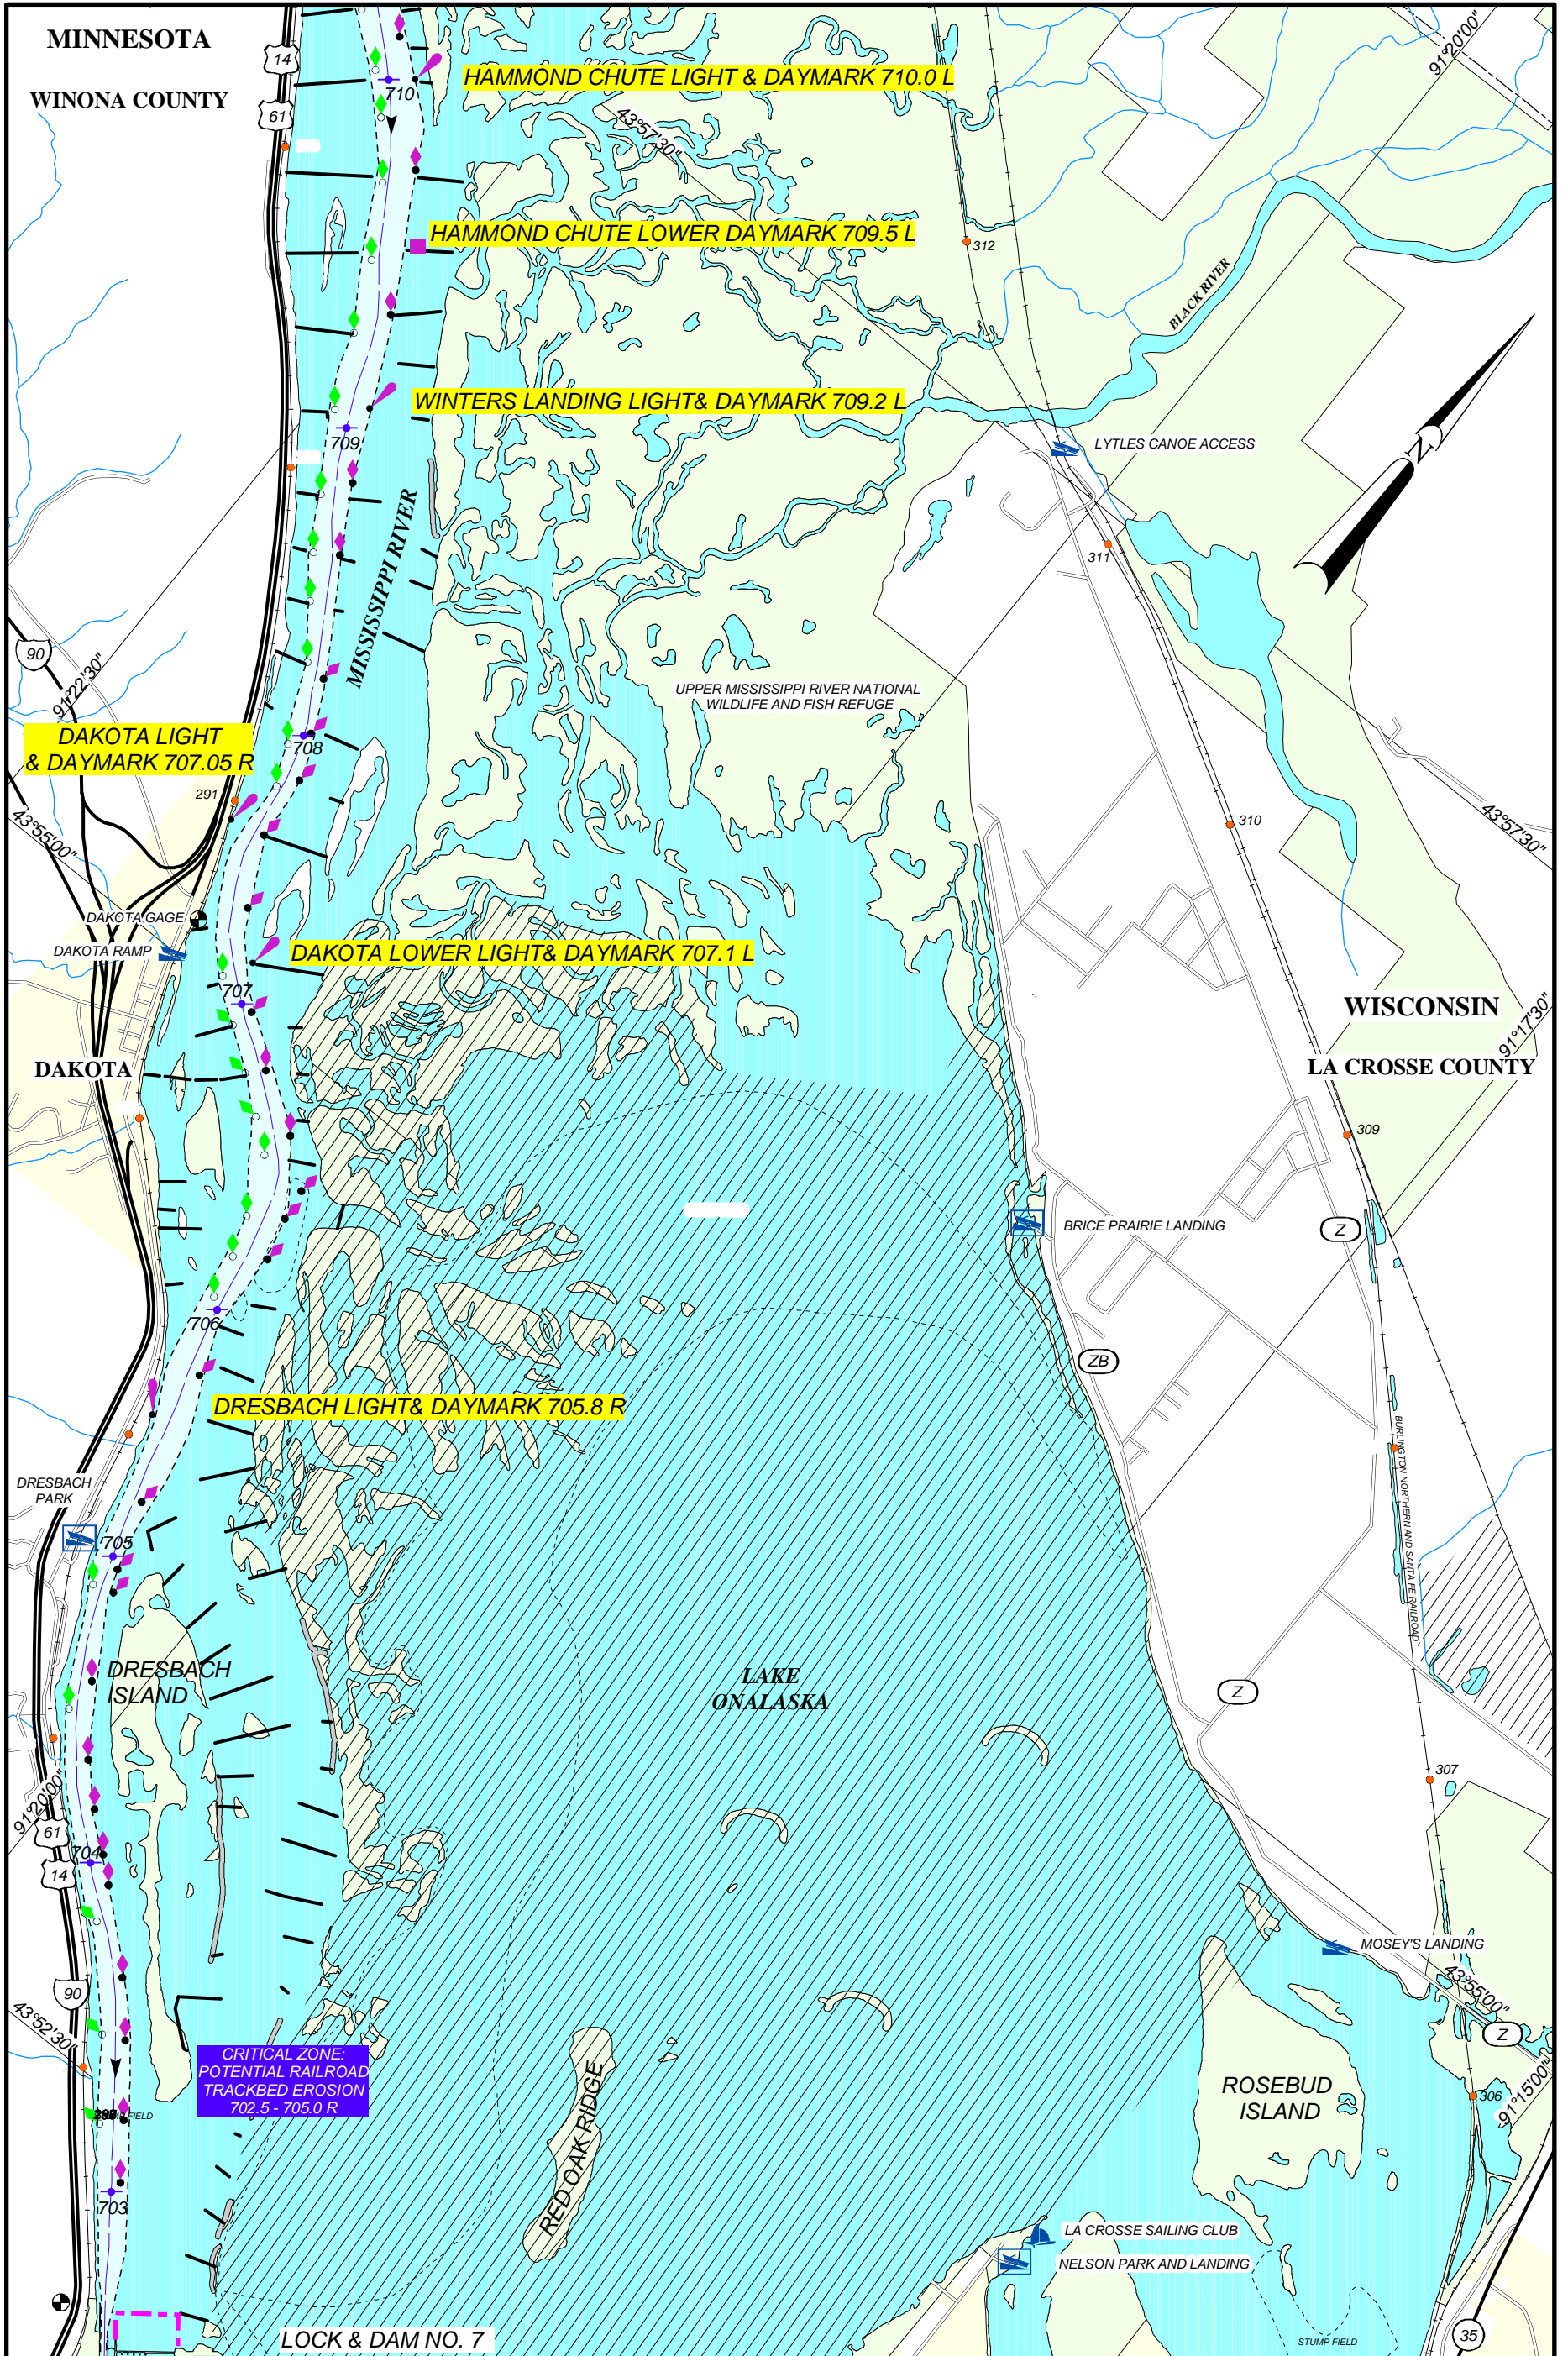 MINNESOTA
WINONA COUNTY
14
61
710
HAMMOND CHUTE LIGHT & DAYMARK 710.0 L
43°57'30"
91°20'00"
HAMMOND CHUTE LOWER DAYMARK 709.5 L
312
BLACK RIVER
WINTERS LANDING LIGHT& DAYMARK 709.2 L
709
LYTLES CANOE ACCESS
N
311
MISSISSIPPI RIVER
90
91°22'30"
UPPER MISSISSIPPI RIVER NATIONAL
WILDLIFE AND FISH REFUGE
DAKOTA LIGHT
& DAYMARK 707.05 R
708
291
310
43°57'30"
43°55'00"
DAKOTA GAGE
DAKOTA RAMP
DAKOTA LOWER LIGHT& DAYMARK 707.1 L
707
WISCONSIN
91°17'30"
LA CROSSE COUNTY
DAKOTA
309
BRICE PRAIRIE LANDING
Z
706
ZB
DRESBACH LIGHT& DAYMARK 705.8 R
BURLINGTON NORTHERN AND SANTA FE RAILROAD
DRESBACH
PARK
705
DRESBACH
ISLAND
LAKE
ONALASKA
Z
307
91°20'00"
61
704
14
MOSEY'S LANDING
43°55'00"
90
43°52'30"
Z
CRITICAL ZONE:
POTENTIAL RAILROAD
TRACKBED EROSION
702.5 - 705.0 R
ROSEBUD
ISLAND
306
91°15'00"
FIELD
RED OAK RIDGE
703
LA CROSSE SAILING CLUB
NELSON PARK AND LANDING
LOCK & DAM NO. 7
STUMP FIELD
35